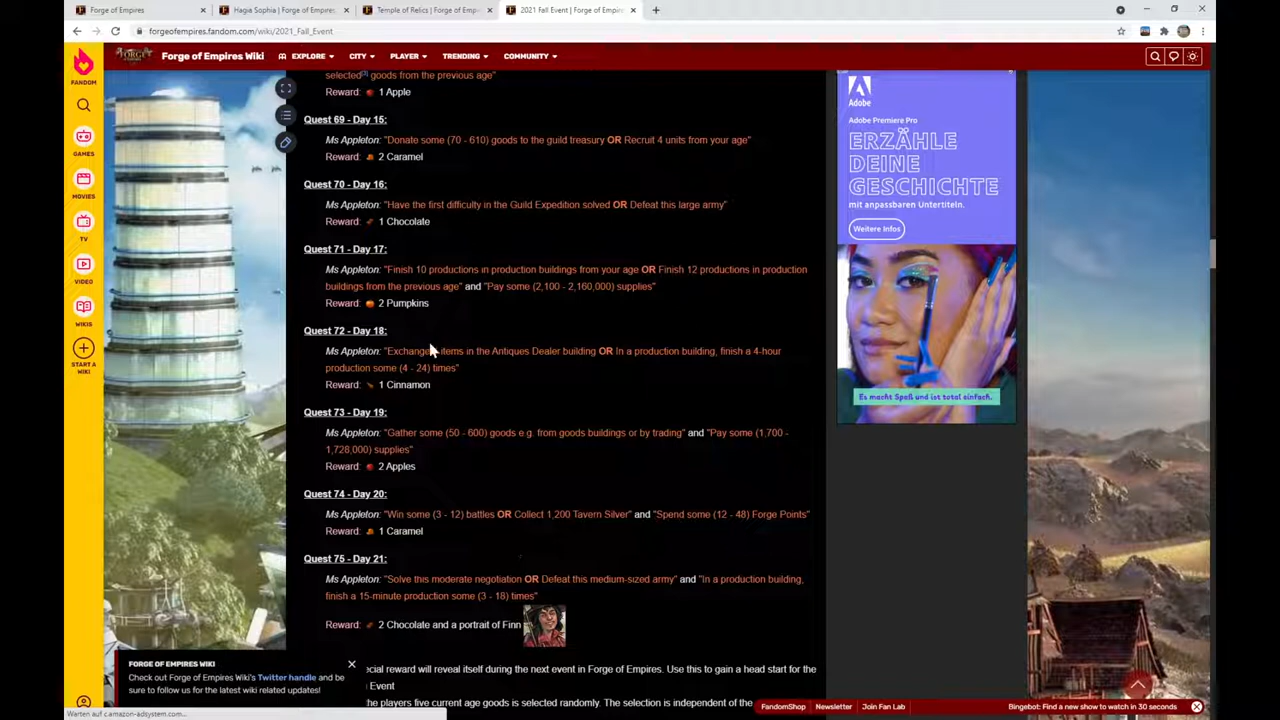 Forge of Empires
Hagia Sophia | Forge of Empires
Temple of Relics | Forge of Emp
2021 Fall Event | Forge of Empire
forgeofempires.fandom.com/wiki/2021_Fall_Event
Forge of Empires Wiki
EXPLORE
CITY
PLAYER
TRENDING
COMMUNITY
FANDOM
GAMES
MOVIES
TV
VIDEO
WIKIS
START A
WIKI
selected[3] goods from the previous age"
Reward: 1 Apple
Quest 69 - Day 15:
Ms Appleton: "Donate some (70 - 610) goods to the guild treasury OR Recruit 4 units from your age"
Reward: 2 Caramel
Quest 70 - Day 16:
Ms Appleton: "Have the first difficulty in the Guild Expedition solved OR Defeat this large army"
Reward: 1 Chocolate
Quest 71 - Day 17:
Ms Appleton: "Finish 10 productions in production buildings from your age OR Finish 12 productions in production
buildings from the previous age" and "Pay some (2,100 - 2,160,000) supplies"
Reward: 2 Pumpkins
Quest 72 - Day 18:
Ms Appleton: "Exchange items in the Antiques Dealer building OR In a production building, finish a 4-hour
production some (4 - 24) times"
Reward: 1 Cinnamon
Quest 73 - Day 19:
Ms Appleton: "Gather some (50 - 600) goods e.g. from goods buildings or by trading" and "Pay some (1,700 -
1,728,000) supplies"
Reward: 2 Apples
Quest 74 - Day 20:
Ms Appleton: "Win some (3 - 12) battles OR Collect 1,200 Tavern Silver" and "Spend some (12 - 48) Forge Points"
Reward: 1 Caramel
Quest 75 - Day 21:
Ms Appleton: "Solve this moderate negotiation OR Defeat this medium-sized army" and "In a production building,
finish a 15-minute production some (3 - 18) times"
Reward: 2 Chocolate and a portrait of Finn
ecial reward will reveal itself during the next event in Forge of Empires. Use this to gain a head start for the
Event
the players five current age goods is selected randomly. The selection is independent of the
FORGE OF EMPIRES WIKI
Check out Forge of Empires Wiki's Twitter handle and be
sure to follow us for the latest wiki related updates!
Warten auf c.amazon-adsystem.com...
Adobe
Adobe Premiere Pro
ERZÄHLE
DEINE
GESCHICHTE
mit anpassbaren Untertiteln.
Weitere Infos
Es macht Spaß und ist total einfach.
FandomShop
Newsletter
Join Fan Lab
Bingebot: Find a new show to watch in 30 seconds